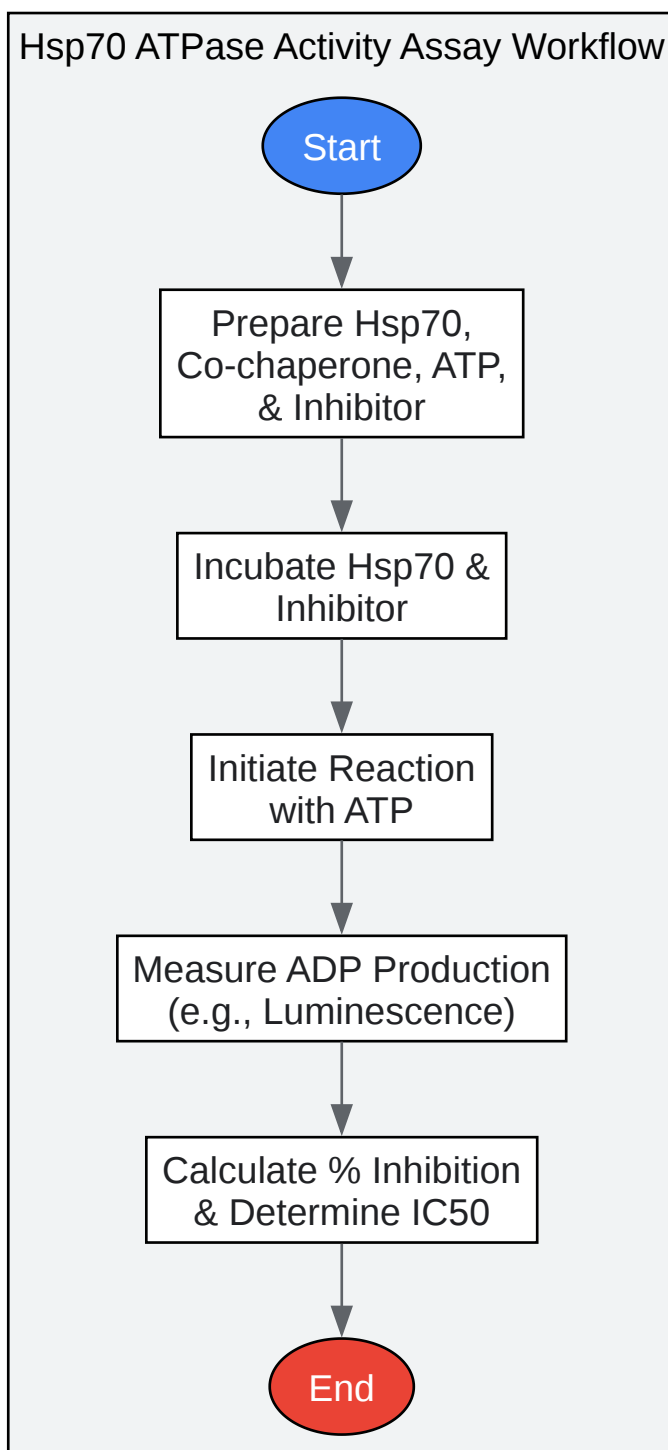 Hsp70 ATPase Activity Assay Workflow
Start
Prepare Hsp70,
Co-chaperone, ATP,
& Inhibitor
Incubate Hsp70 &
Inhibitor
Initiate Reaction
with ATP
Measure ADP Production
(e.g., Luminescence)
Calculate % Inhibition
& Determine IC50
End